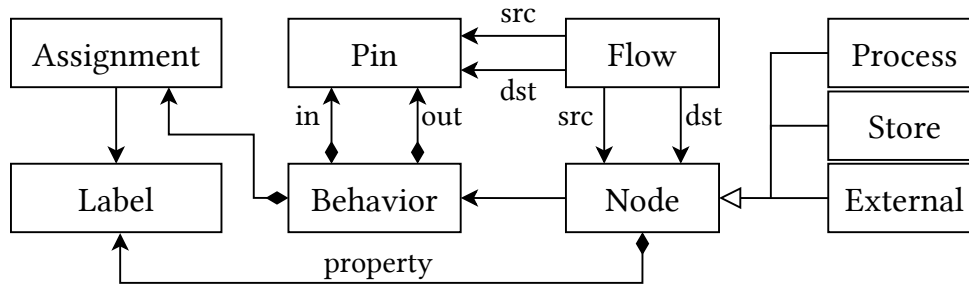 src
Assignment
Pin
Flow
Process
dst
in
out
src
dst
Store
Label
Behavior
Node
External
property